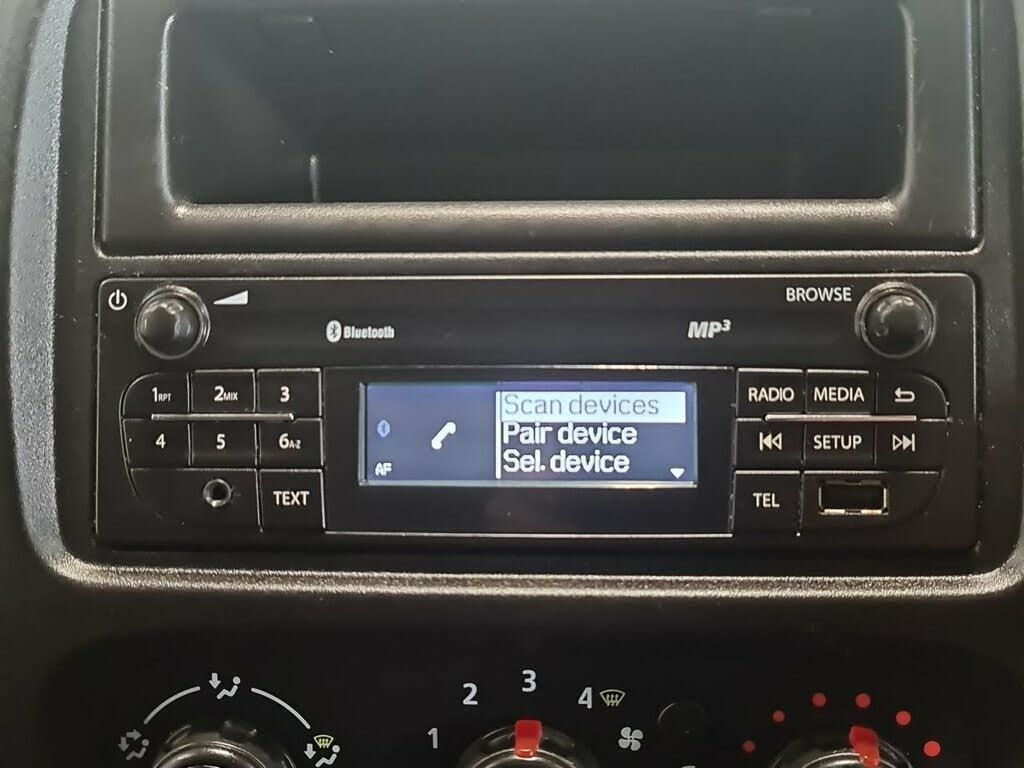 BROWSE
Bluetooth
MP3
1RPT 2MIX 3
4 5 6A-Z
TEXT
Scan devices
Pair device
Sel. device
AF
RADIO MEDIA
SETUP
TEL
1 2 3 4